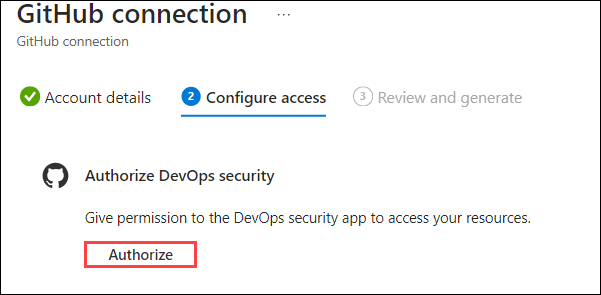 GitHub connection ...
GitHub connection
Account details 2 Configure access 3 Review and generate
Authorize DevOps security
Give permission to the DevOps security app to access your resources.
Authorize